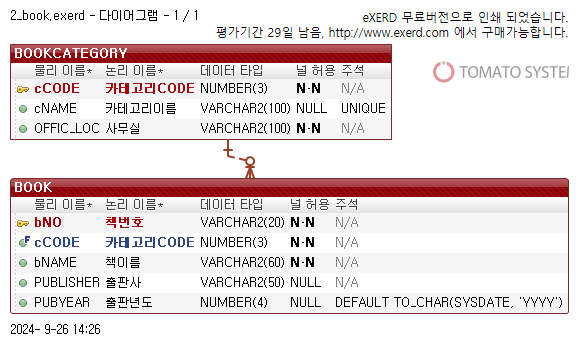 2_book.exerd - 다이어그램 - 1 / 1
eXERD 무료버전으로 인쇄 되었습니다.
평가기간 29일 남음, http://www.exerd.com 에서 구매가능합니다.
BOOKCATEGORY
물리 이름* 논리 이름* 데이터 타입 널 허용 주석
cCODE 카테고리CODE NUMBER(3) N·N N/A
cNAME 카테고리이름 VARCHAR2(100) NULL UNIQUE
OFFIC_LOC 사무실 VARCHAR2(100) N·N N/A
TOMATO SYSTEM
BOOK
물리 이름* 논리 이름* 데이터 타입 널 허용 주석
bNO 책번호 VARCHAR2(20) N·N N/A
F cCODE 카테고리CODE NUMBER(3) N·N N/A
bNAME 책이름 VARCHAR2(60) N·N N/A
PUBLISHER 출판사 VARCHAR2(50) NULL N/A
PUBYEAR 출판년도 NUMBER(4) NULL DEFAULT TO_CHAR(SYSDATE, 'YYYY')
2024- 9-26 14:26